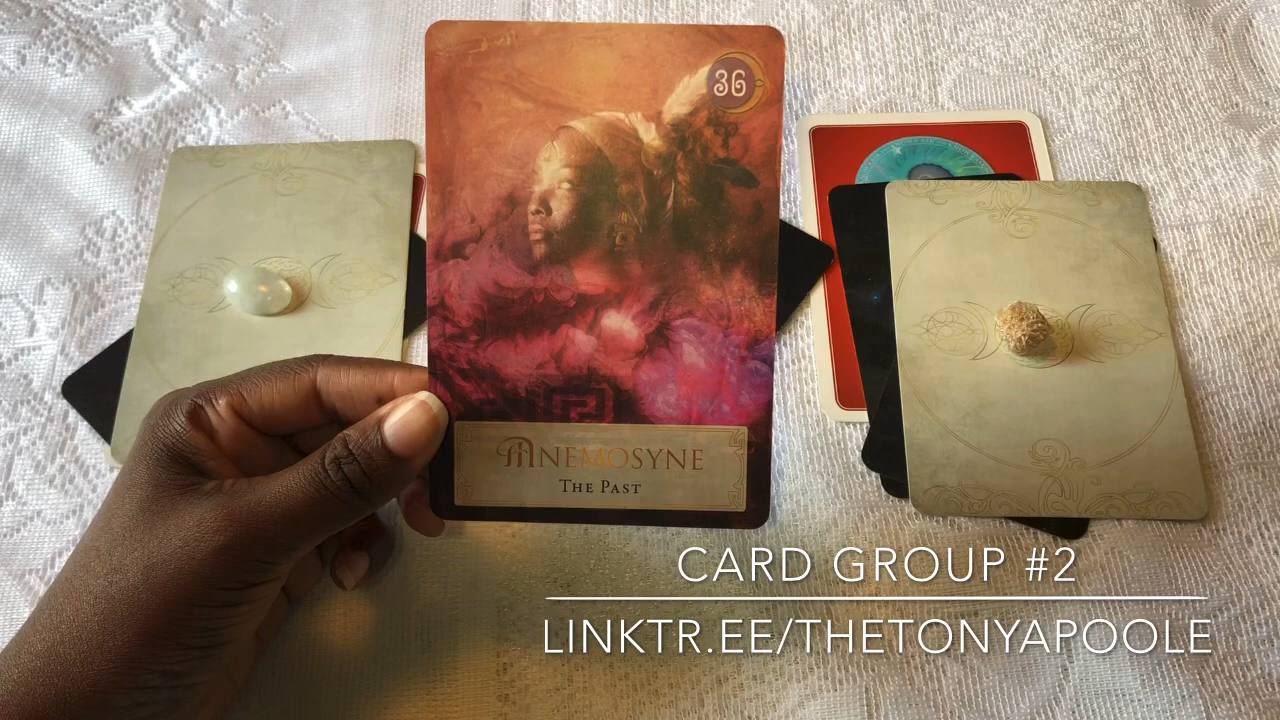 36
MNEMOSYNE
THE PAST
CARD GROUP #2
LINKTR.EE/THETONYAPOOLE